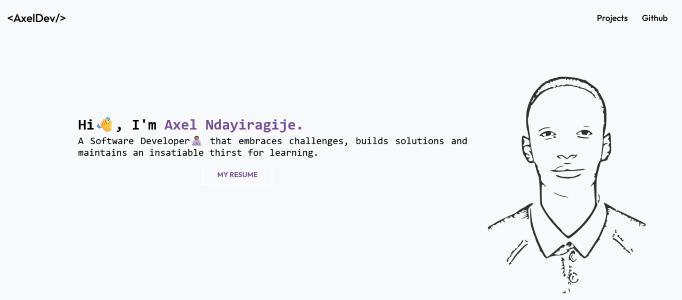 <AxelDev/>
Projects Github
Hi👋, I'm Axel Ndayiragije.
A Software Developer that embraces challenges, builds solutions and
maintains an insatiable thirst for learning.
MY RESUME